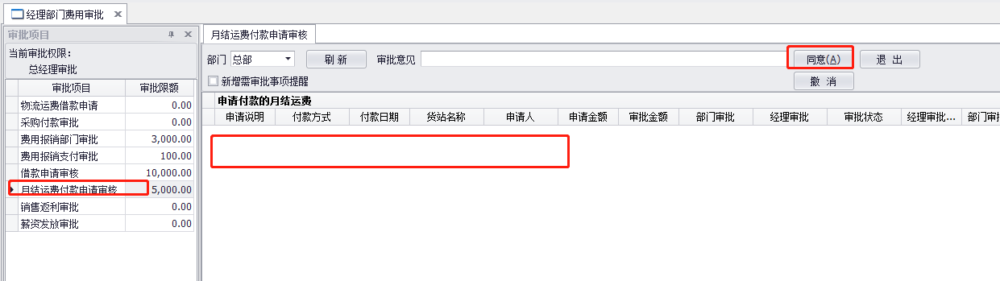 经理部门费用审批
审批项目
当前审批权限：
总经理审批
审批项目 审批限额
物流运费借款申请 0.00
采购付款审批 0.00
费用报销部门审批 3,000.00
费用报销支付审批 100.00
借款申请审核 10,000.00
月结运费付款申请审核 5,000.00
销售返利审批 0.00
薪资发放审批 0.00
月结运费付款申请审核
部门 总部 刷 新 审批意见 同意(A) 退 出
新增需审批事项提醒 撤 消
申请付款的月结运费
申请说明 付款方式 付款日期 货站名称 申请人 申请金额 审批金额 部门审批 经理审批 审批状态 经理审批... 部门审批